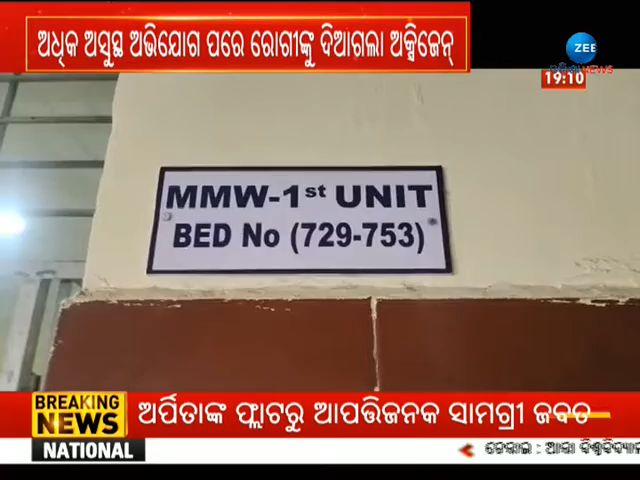 ଅଧିକ ଅସୁସ୍ଥ ଅଭିଯୋଗ ପରେ ରୋଗୀଙ୍କୁ ଦିଆଗଲା ଅକ୍ସିଜେନ୍
ZEE
NEWS
19:10
MMW-1st UNIT
BED No (729-753)
BREAKING
NEWS
NATIONAL
ଅର୍ପିତାଙ୍କ ଫ୍ଲାଟରୁ ଆପତ୍ତିଜନକ ସାମଗ୍ରୀ ଜବତ